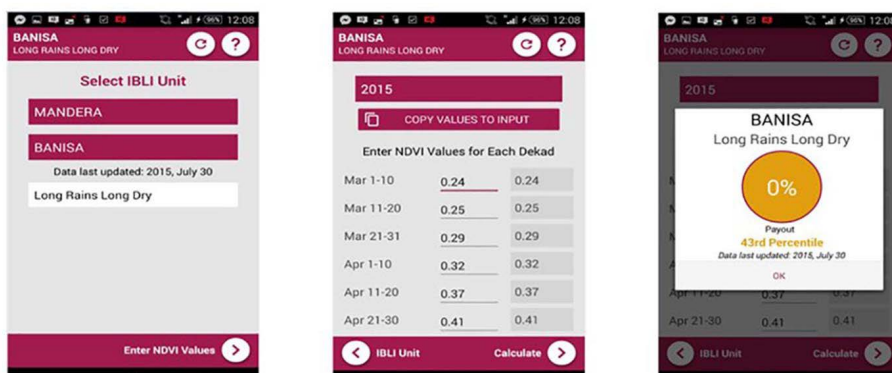 12:08
BANISA
LONG RAINS LONG DRY
?
Select IBLI Unit
MANDERA
BANISA
Data last updated: 2015, July 30
Long Rains Long Dry
Enter NDVI Values >
96% 12:08
BANISA
LONG RAINS LONG DRY
?
2015
COPY VALUES TO INPUT
Enter NDVI Values for Each Dekad
Mar 1-10 0.24 0.24
Mar 11-20 0.25 0.25
Mar 21-31 0.29 0.29
Apr 1-10 0.32 0.32
Apr 11-20 0.37 0.37
Apr 21-30 0.41 0.41
< IBLI Unit Calculate >
96% 12:08
BANISA
LONG RAINS LONG DRY
?
2015
BANISA
Long Rains Long Dry
0%
Payout
43rd Percentile
Data last updated: 2015, July 30
OK
Apr 11-20 0.37 0.37
Apr 21-30 0.41 0.41
< IBLI Unit Calculate >